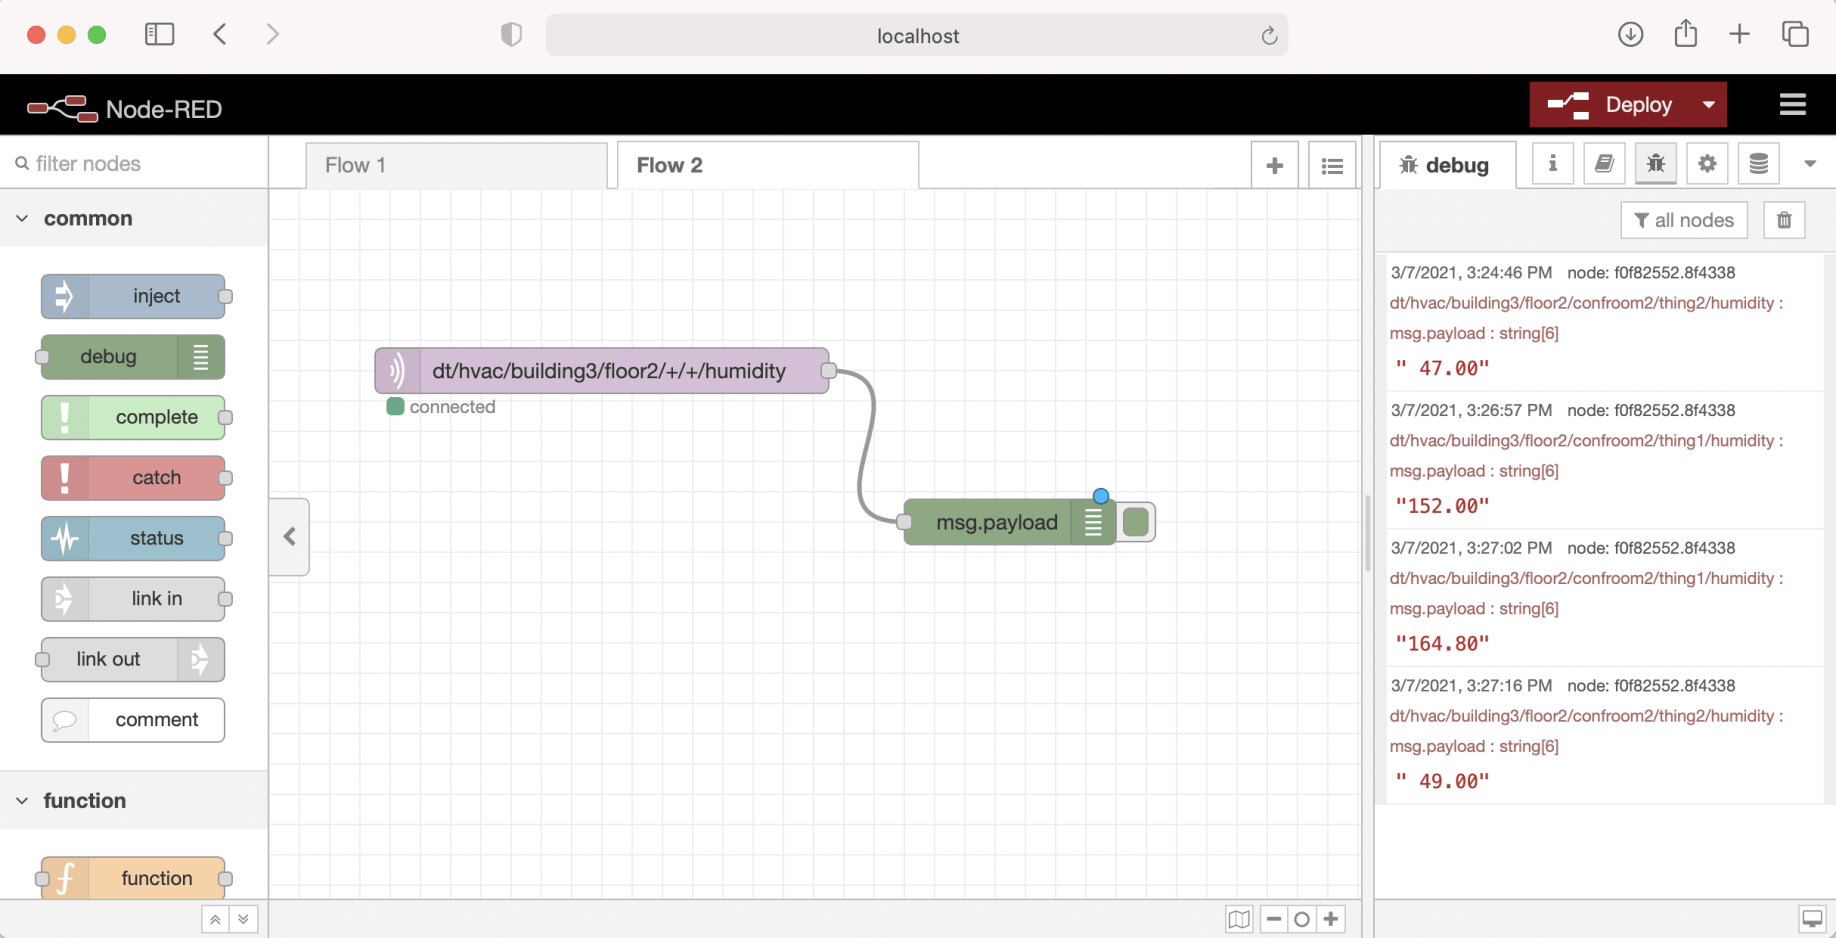 localhost
Node-RED
Deploy
filter nodes
Flow 1
Flow 2
debug
all nodes
common
inject
debug
complete
catch
status
link in
link out
comment
function
function
dt/hvac/building3/floor2/+/+/humidity
connected
msg.payload
3/7/2021, 3:24:46 PM node: f0f82552.8f4338
dt/hvac/building3/floor2/confroom2/thing2/humidity :
msg.payload : string[6]
" 47.00"
3/7/2021, 3:26:57 PM node: f0f82552.8f4338
dt/hvac/building3/floor2/confroom2/thing1/humidity :
msg.payload : string[6]
"152.00"
3/7/2021, 3:27:02 PM node: f0f82552.8f4338
dt/hvac/building3/floor2/confroom2/thing1/humidity :
msg.payload : string[6]
"164.80"
3/7/2021, 3:27:16 PM node: f0f82552.8f4338
dt/hvac/building3/floor2/confroom2/thing2/humidity :
msg.payload : string[6]
" 49.00"